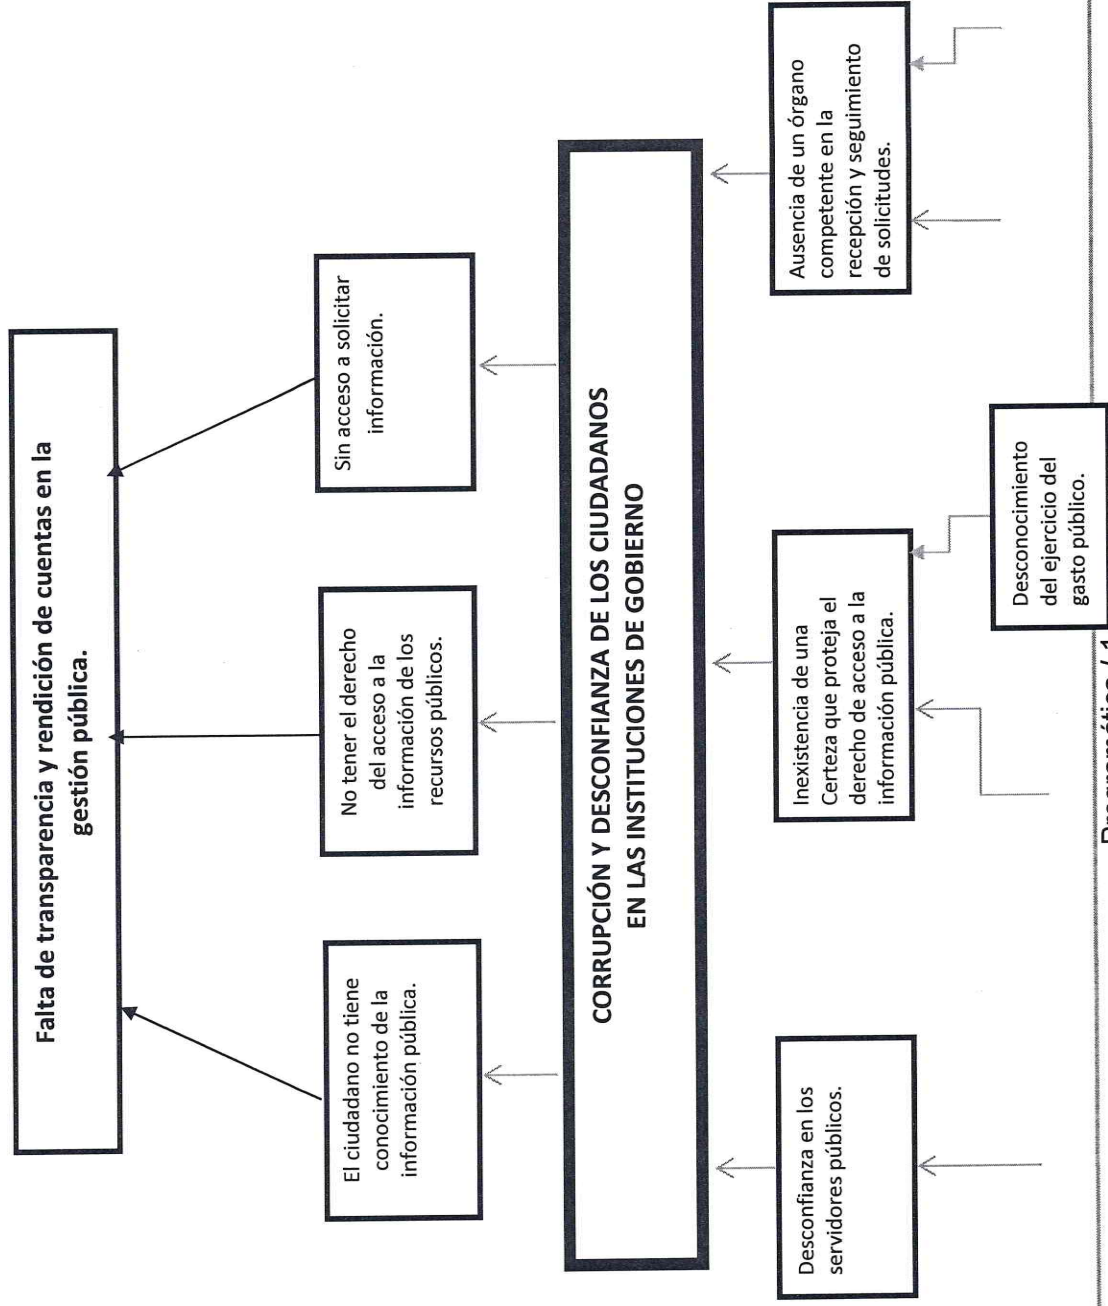 Falta de transparencia y rendición de cuentas en la
gestión pública.
El ciudadano no tiene
conocimiento de la
información pública.
No tener el derecho
del acceso a la
información de los
recursos públicos.
Sin acceso a solicitar
información.
CORRUPCIÓN Y DESCONFIANZA DE LOS CIUDADANOS
EN LAS INSTITUCIONES DE GOBIERNO
Desconfianza en los
servidores públicos.
Inexistencia de una
Certeza que proteja el
derecho de acceso a la
información pública.
Ausencia de un órgano
competente en la
recepción y seguimiento
de solicitudes.
Desconocimiento
del ejercicio del
gasto público.